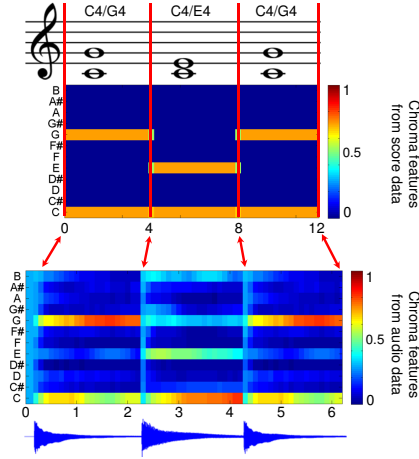 C4/G4 C4/E4 C4/G4
B
A#
A
G#
G
F#
F
E
D#
D
C#
C
0 4 8 12
1
0.5
0
Chroma features
from score data
B
A#
A
G#
G
F#
F
E
D#
D
C#
C
0 1 2 3 4 5 6
1
0.5
0
Chroma features
from audio data